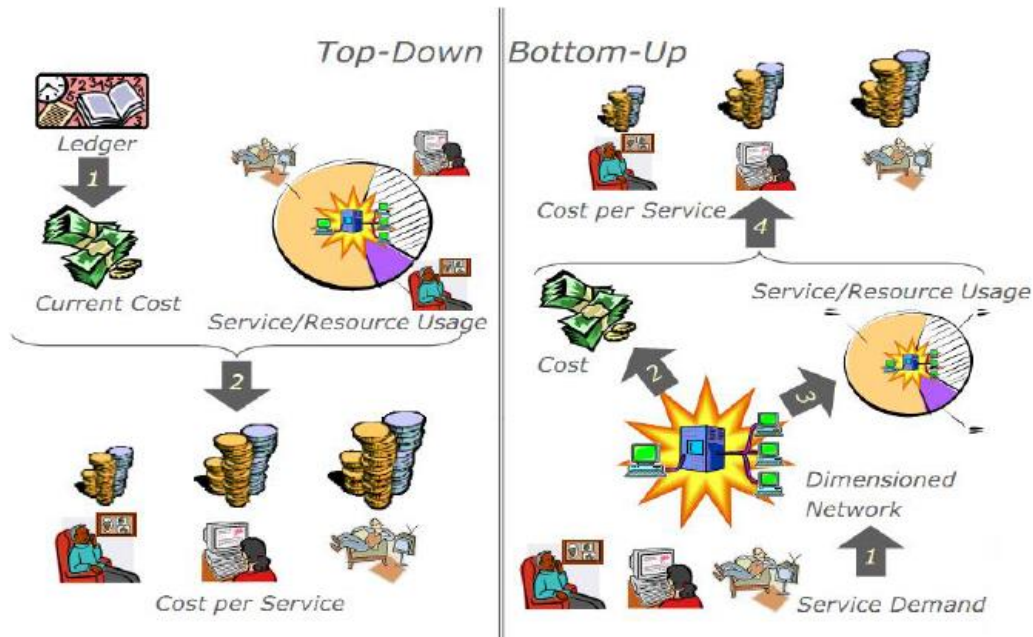 Top-Down
Ledger
1
Current Cost
Service/Resource Usage
2
Cost per Service
Bottom-Up
Cost per Service
4
Service/Resource Usage
Cost
2
3
Dimensioned
Network
1
Service Demand